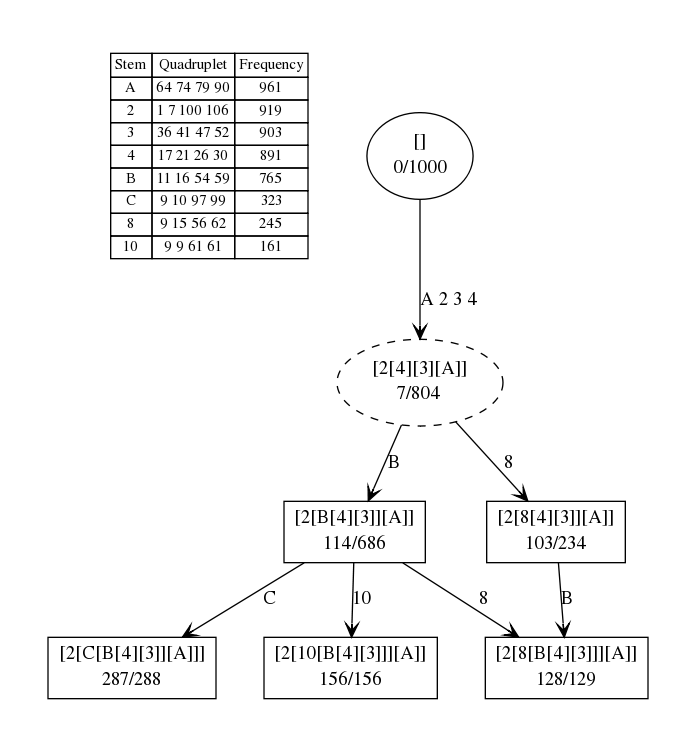 Stem Quadruplet Frequency
A 64 74 79 90 961
2 1 7 100 106 919
3 36 41 47 52 903
4 17 21 26 30 891
B 11 16 54 59 765
C 9 10 97 99 323
8 9 15 56 62 245
10 9 9 61 61 161
[]
0/1000
A 2 3 4
[2[4][3][A]]
7/804
B 8
[2[B[4][3]][A]] [2[8[4][3]][A]]
114/686 103/234
C 10 8 B
[2[C[B[4][3]][A]]] [2[10[B[4][3]]][A]] [2[8[B[4][3]]][A]]
287/288 156/156 128/129